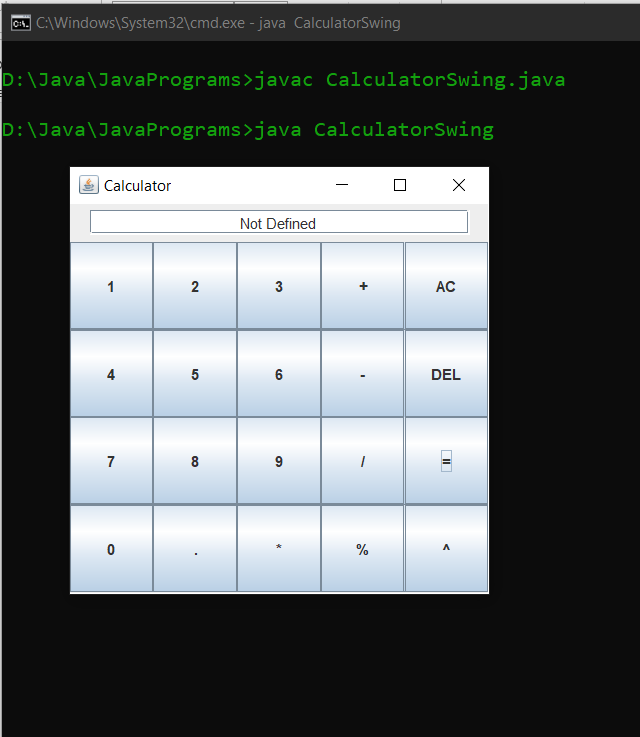 C:\Windows\System32\cmd.exe - java  CalculatorSwing
D:\Java\JavaPrograms>javac CalculatorSwing.java
D:\Java\JavaPrograms>java CalculatorSwing
Calculator
Not Defined
1 2 3 + AC
4 5 6 - DEL
7 8 9 / =
0 . * % ^